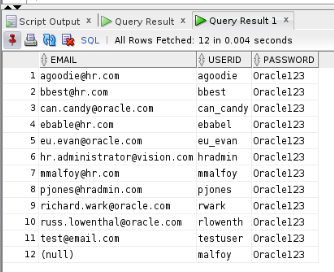 Script Output × Query Result × Query Result 1 ×
SQL | All Rows Fetched: 12 in 0.004 seconds
EMAIL USERID PASSWORD
1 agoodie@hr.com agoodie Oracle123
2 bbest@hr.com bbest Oracle123
3 can.candy@oracle.com can_candy Oracle123
4 ebable@hr.com ebabel Oracle123
5 eu.evan@oracle.com eu_evan Oracle123
6 hr.administrator@vision.com hradmin Oracle123
7 mmalfoy@hr.com mmalfoy Oracle123
8 pjones@hradmin.com pjones Oracle123
9 richard.wark@oracle.com rwark Oracle123
10 russ.lowenthal@oracle.com rlowenth Oracle123
11 test@email.com testuser Oracle123
12 (null) malfoy Oracle123